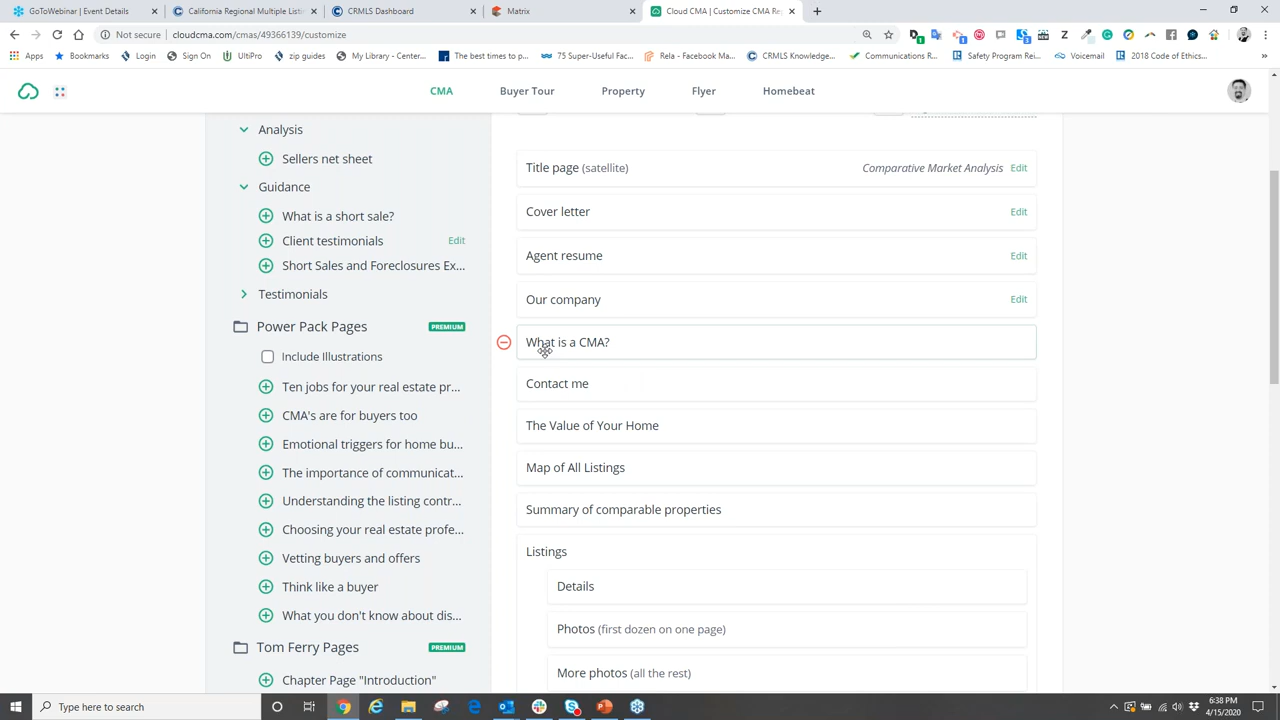 GoToWebinar
California Regional Multiple Listin
CRMLS Dashboard
Matrix
Cloud CMA | Customize CMA Re
Not secure | cloudcma.com/cmas/49366139/customize
Apps
Bookmarks
Login
Sign On
UltiPro
zip guides
Library - Center...
The best times to p...
75 Super-Useful Fac...
Rela - Facebook Ma...
CRMLS Knowledge...
Communications R...
Safety Program Rei...
Voicemail
2018 Code of Ethics...
CMA
Buyer Tour
Property
Flyer
Homebeat
Analysis
Sellers net sheet
Guidance
What is a short sale?
Client testimonials Edit
Short Sales and Foreclosures Ex...
Testimonials
Power Pack Pages PREMIUM
Include Illustrations
Ten jobs for your real estate pr...
CMA's are for buyers too
Emotional triggers for home bu...
The importance of communicat...
Understanding the listing contr...
Choosing your real estate profe...
Vetting buyers and offers
Think like a buyer
What you don't know about dis...
Tom Ferry Pages PREMIUM
Chapter Page "Introduction"
Title page (satellite) Comparative Market Analysis Edit
Cover letter Edit
Agent resume Edit
Our company Edit
What is a CMA?
Contact me
The Value of Your Home
Map of All Listings
Summary of comparable properties
Listings
Details
Photos (first dozen on one page)
More photos (all the rest)
Type here to search
6:38 PM
4/15/2020